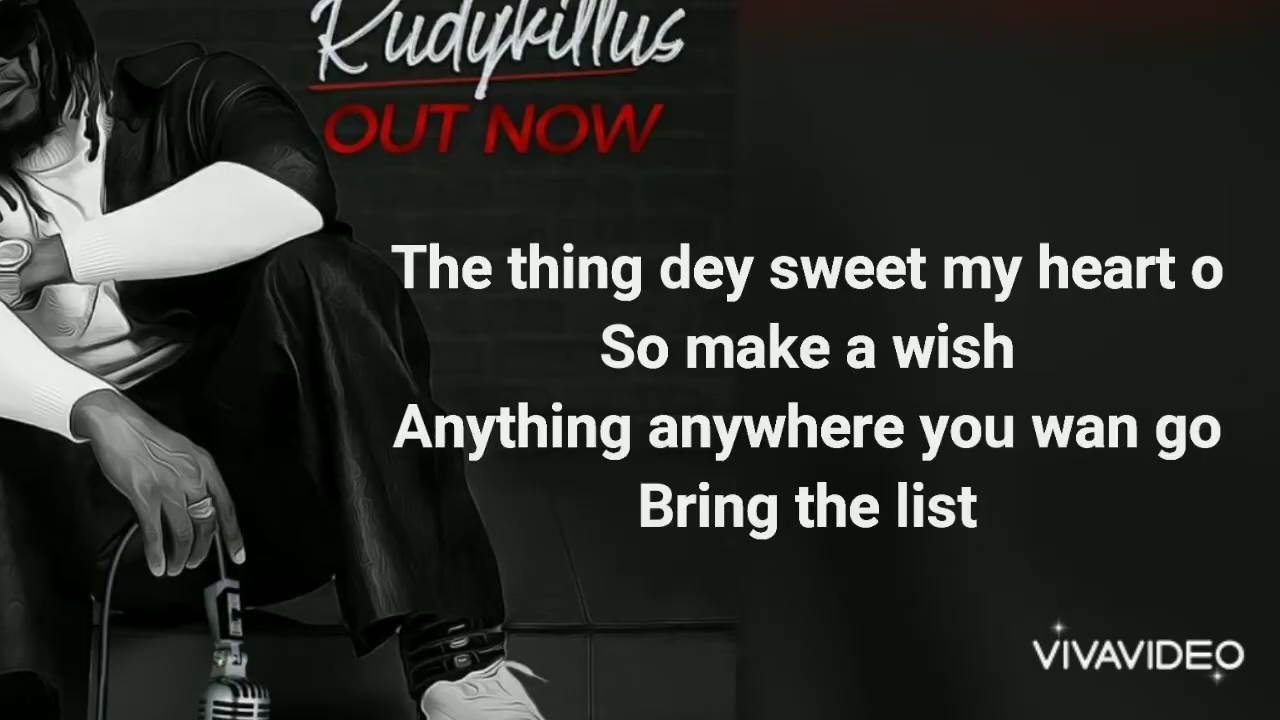 Rudykillus
OUT NOW
The thing dey sweet my heart o
So make a wish
Anything anywhere you wan go
Bring the list
VIVAVIDEO